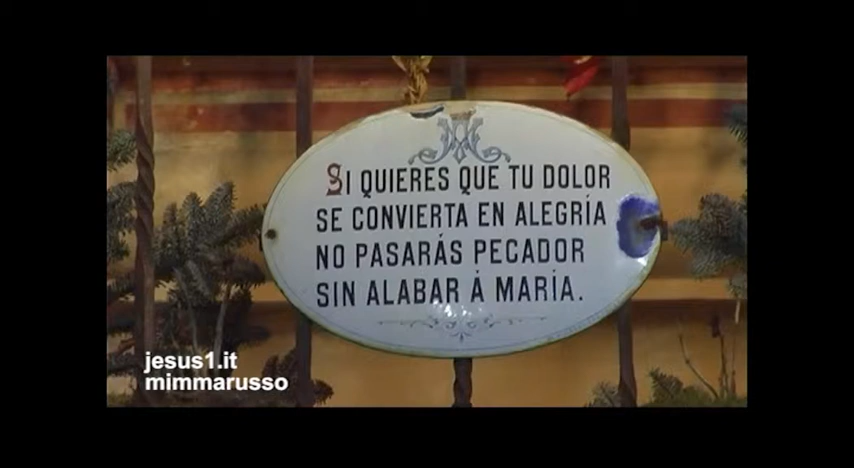 SI QUIERES QUE TU DOLOR
SE CONVIERTA EN ALEGRÍA
NO PASARÁS PECADOR
SIN ALABAR Á MARÍA.
jesus1.it
mimmarusso